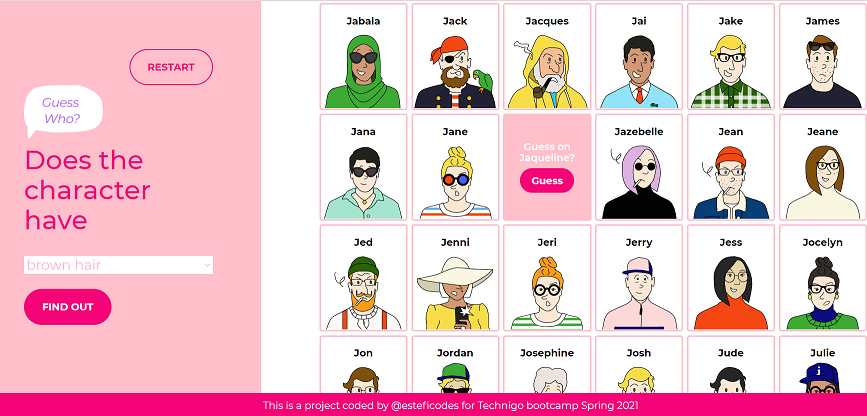 RESTART
Guess
Who?
Does the
character
have
brown hair
FIND OUT
Jabala
Jack
Jacques
Jai
Jake
James
Jana
Jane
Guess on
Jaqueline?
Guess
Jazebelle
Jean
Jeane
Jed
Jenni
Jeri
Jerry
Jess
Jocelyn
Jon
Jordan
Josephine
Josh
Jude
Julie
j
This is a project coded by @esteficodes for Technigo bootcamp Spring 2021